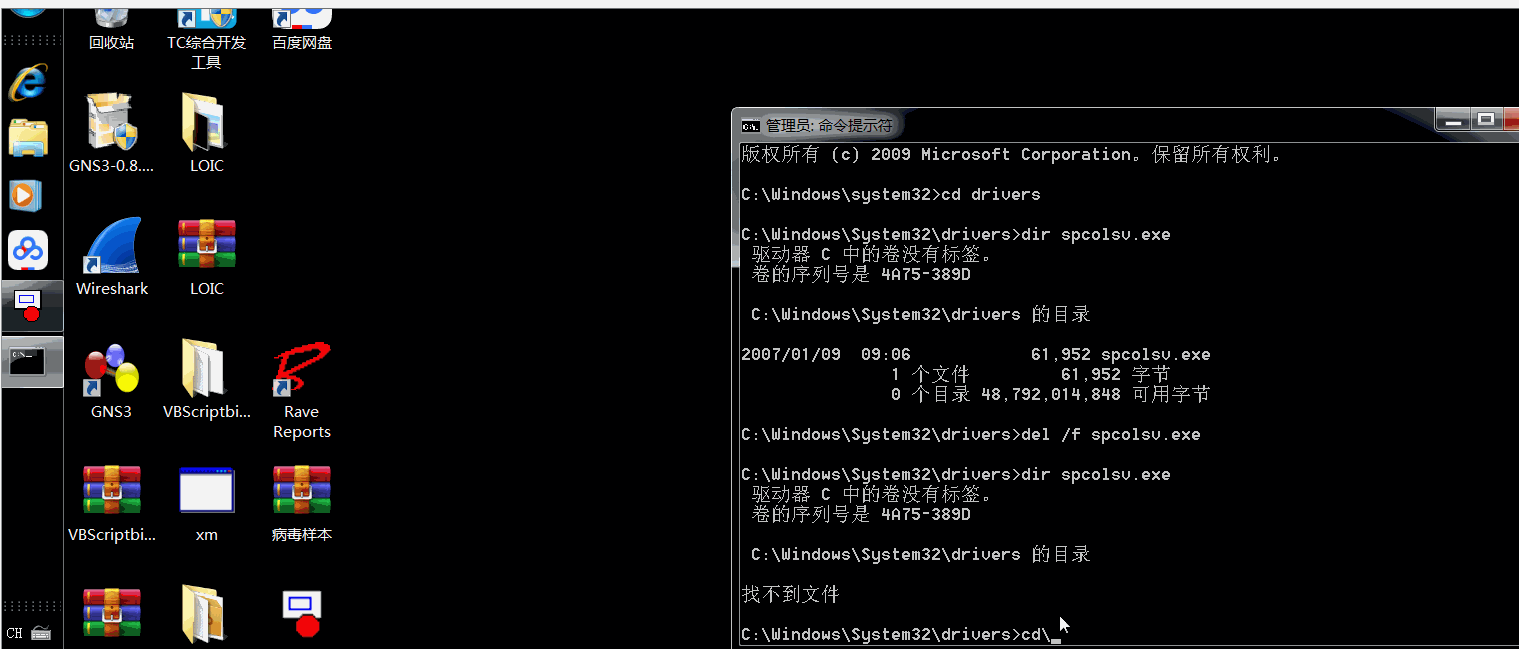 回收站
TC综合开发
工具
百度网盘
GNS3-0.8....
LOIC
Wireshark
LOIC
GNS3
VBScriptbi...
Rave
Reports
VBScriptbi...
xm
病毒样本
CH
管理员: 命令提示符
版权所有 (c) 2009 Microsoft Corporation。保留所有权利。
C:\Windows\system32>cd drivers
C:\Windows\System32\drivers>dir spcolsv.exe
驱动器 C 中的卷没有标签。
卷的序列号是 4A75-389D
C:\Windows\System32\drivers 的目录
2007/01/09  09:06            61,952 spcolsv.exe
1 个文件         61,952 字节
0 个目录 48,792,014,848 可用字节
C:\Windows\System32\drivers>del /f spcolsv.exe
C:\Windows\System32\drivers>dir spcolsv.exe
驱动器 C 中的卷没有标签。
卷的序列号是 4A75-389D
C:\Windows\System32\drivers 的目录
找不到文件
C:\Windows\System32\drivers>cd\_